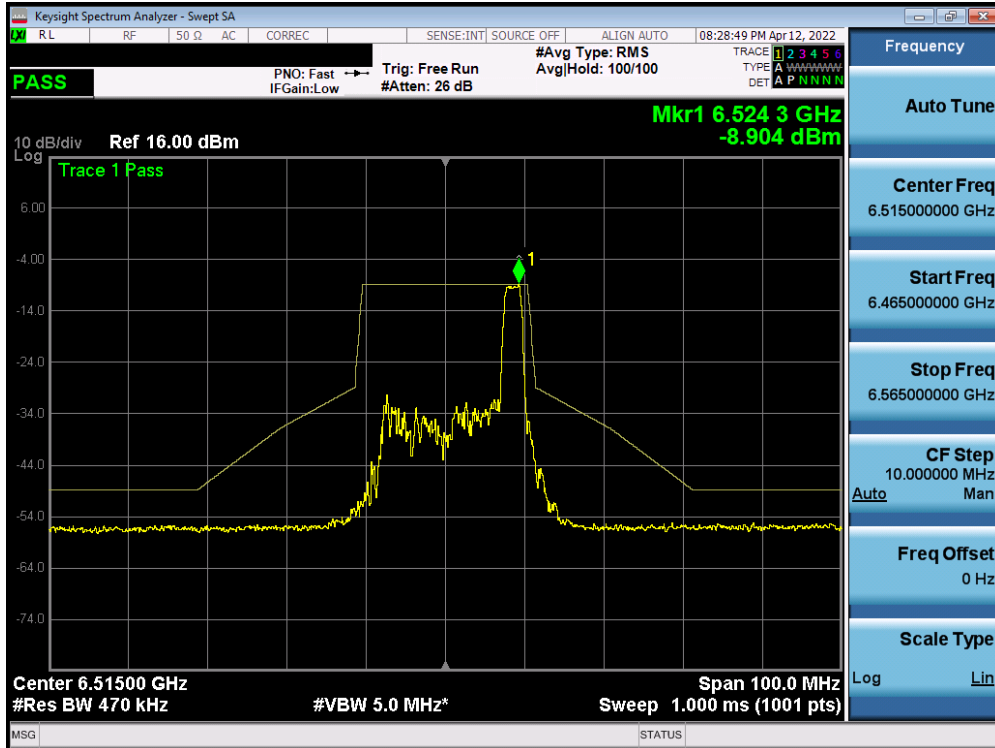 Keysight Spectrum Analyzer - Swept SA
LXI RL RF 50 Ω AC CORREC SENSE:INT SOURCE OFF ALIGN AUTO 08:28:49 PM Apr 12, 2022
PASS
PNO: Fast
IFGain:Low
Trig: Free Run
#Atten: 26 dB
#Avg Type: RMS
Avg|Hold: 100/100
TRACE 1 2 3 4 5 6
TYPE A WWWWW
DET A P N N N N
Mkr1 6.524 3 GHz
-8.904 dBm
10 dB/div Ref 16.00 dBm
Log
Trace 1 Pass
6.00
-4.00
1
-14.0
-24.0
-34.0
-44.0
-54.0
-64.0
-74.0
Center 6.51500 GHz Span 100.0 MHz
#Res BW 470 kHz #VBW 5.0 MHz* Sweep 1.000 ms (1001 pts)
MSG STATUS
Frequency
Auto Tune
Center Freq
6.515000000 GHz
Start Freq
6.465000000 GHz
Stop Freq
6.565000000 GHz
CF Step
10.000000 MHz
Auto Man
Freq Offset
0 Hz
Scale Type
Log Lin